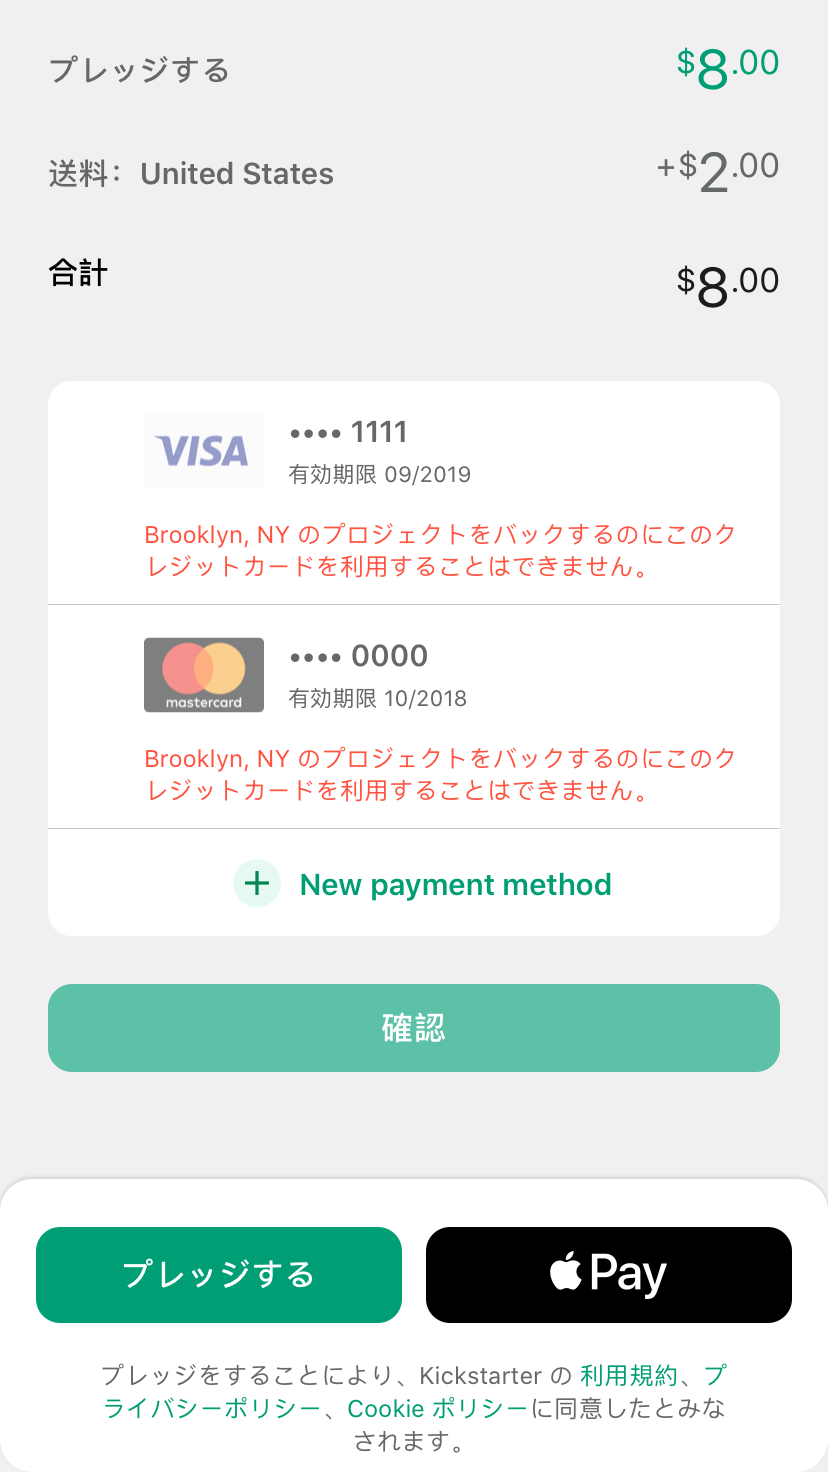 プレッジする $8.00
送料： United States +$2.00
合計 $8.00
VISA •••• 1111
有効期限 09/2019
Brooklyn, NY のプロジェクトをバックするのにこのク
レジットカードを利用することはできません。
mastercard •••• 0000
有効期限 10/2018
Brooklyn, NY のプロジェクトをバックするのにこのク
レジットカードを利用することはできません。
+ New payment method
確認
プレッジする Pay
プレッジをすることにより、Kickstarter の 利用規約、プ
ライバシーポリシー、Cookie ポリシーに同意したとみな
されます。